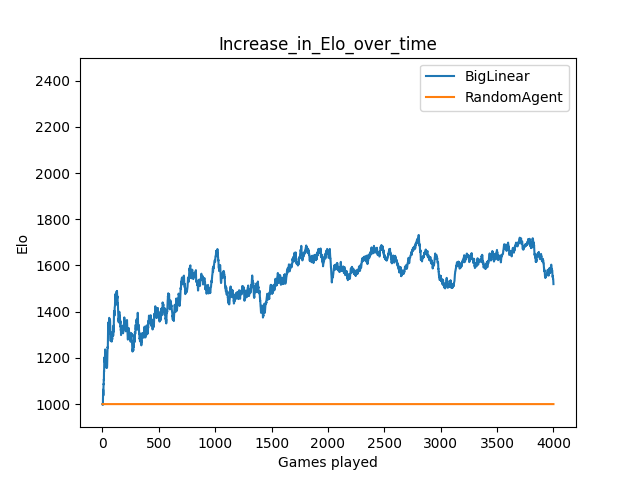 Increase_in_Elo_over_time
BigLinear
RandomAgent
2400
2200
2000
1800
1600
1400
1200
1000
Elo
0 500 1000 1500 2000 2500 3000 3500 4000
Games played